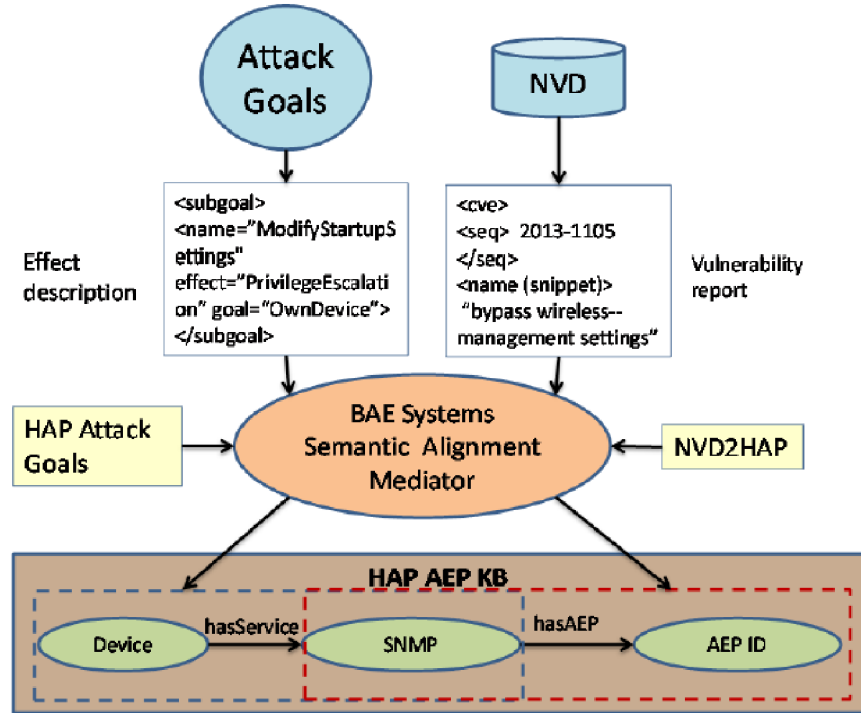 Attack
Goals
NVD
Effect
description
<subgoal>
<name="ModifyStartupS
ettings"
effect="PrivilegeEscalati
on" goal="OwnDevice">
</subgoal>
<cve>
<seq> 2013-1105
</seq>
<name (snippet)>
"bypass wireless--
management settings"
Vulnerability
report
HAP Attack
Goals
BAE Systems
Semantic Alignment
Mediator
NVD2HAP
HAP AEP KB
Device
hasService
SNMP
hasAEP
AEP ID